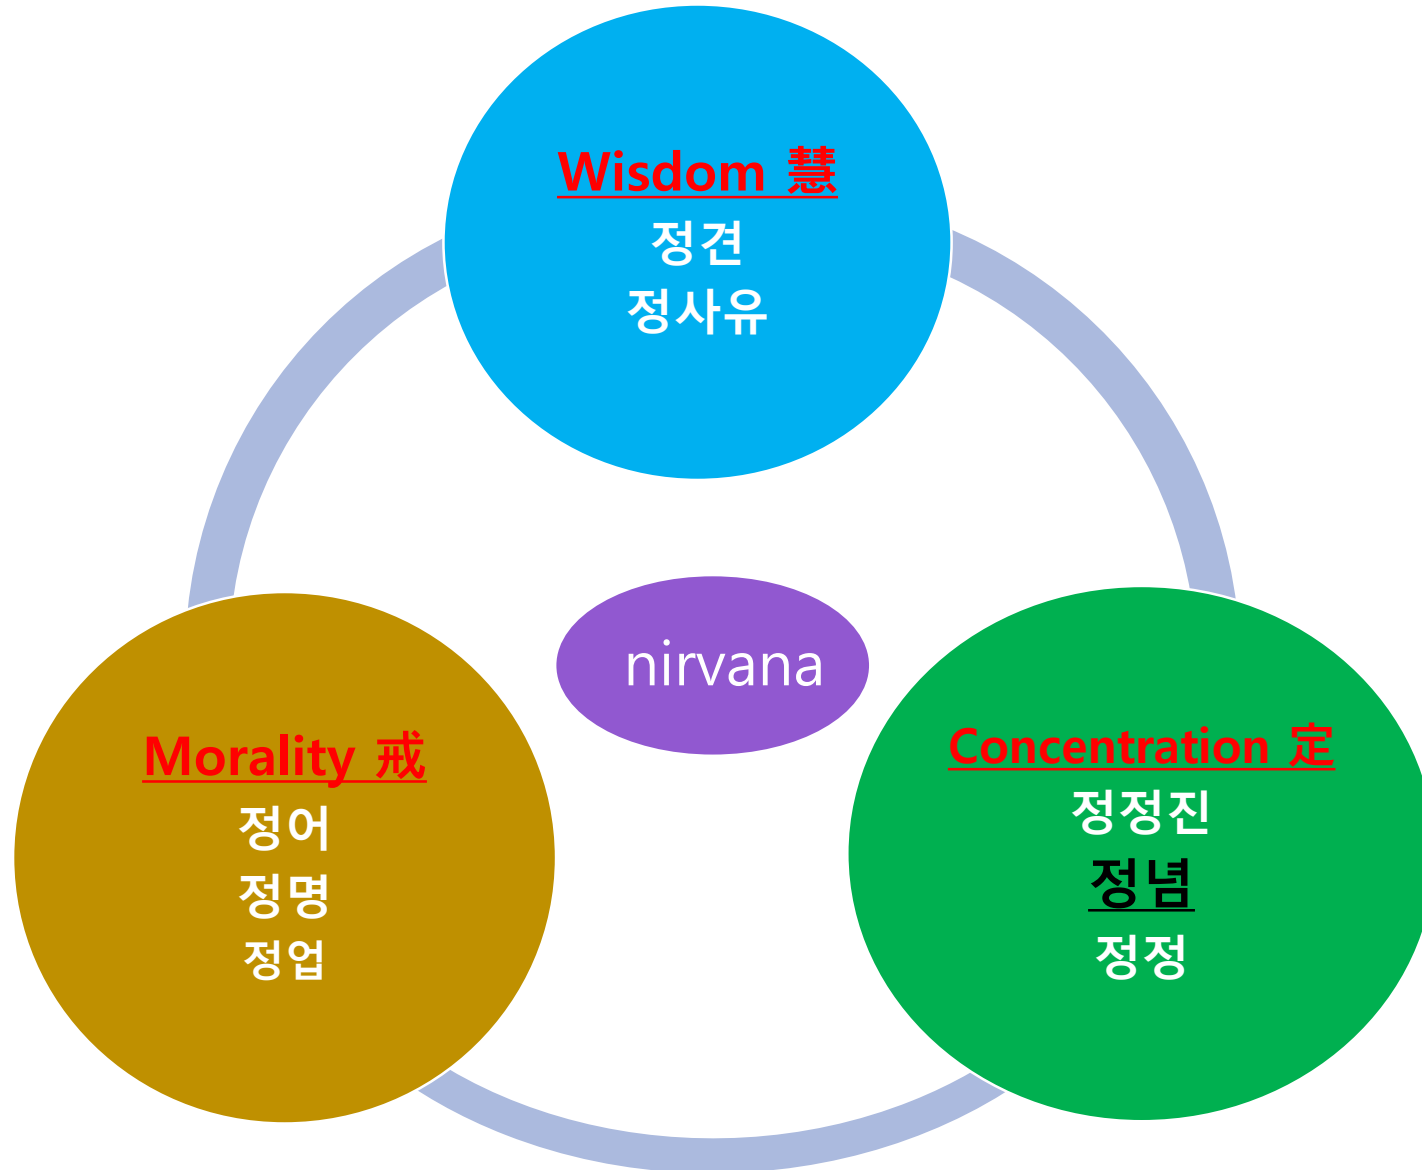 Wisdom 慧
정견
정사유
nirvana
Morality 戒
정어
정명
정업
Concentration 定
정정진
정념
정정